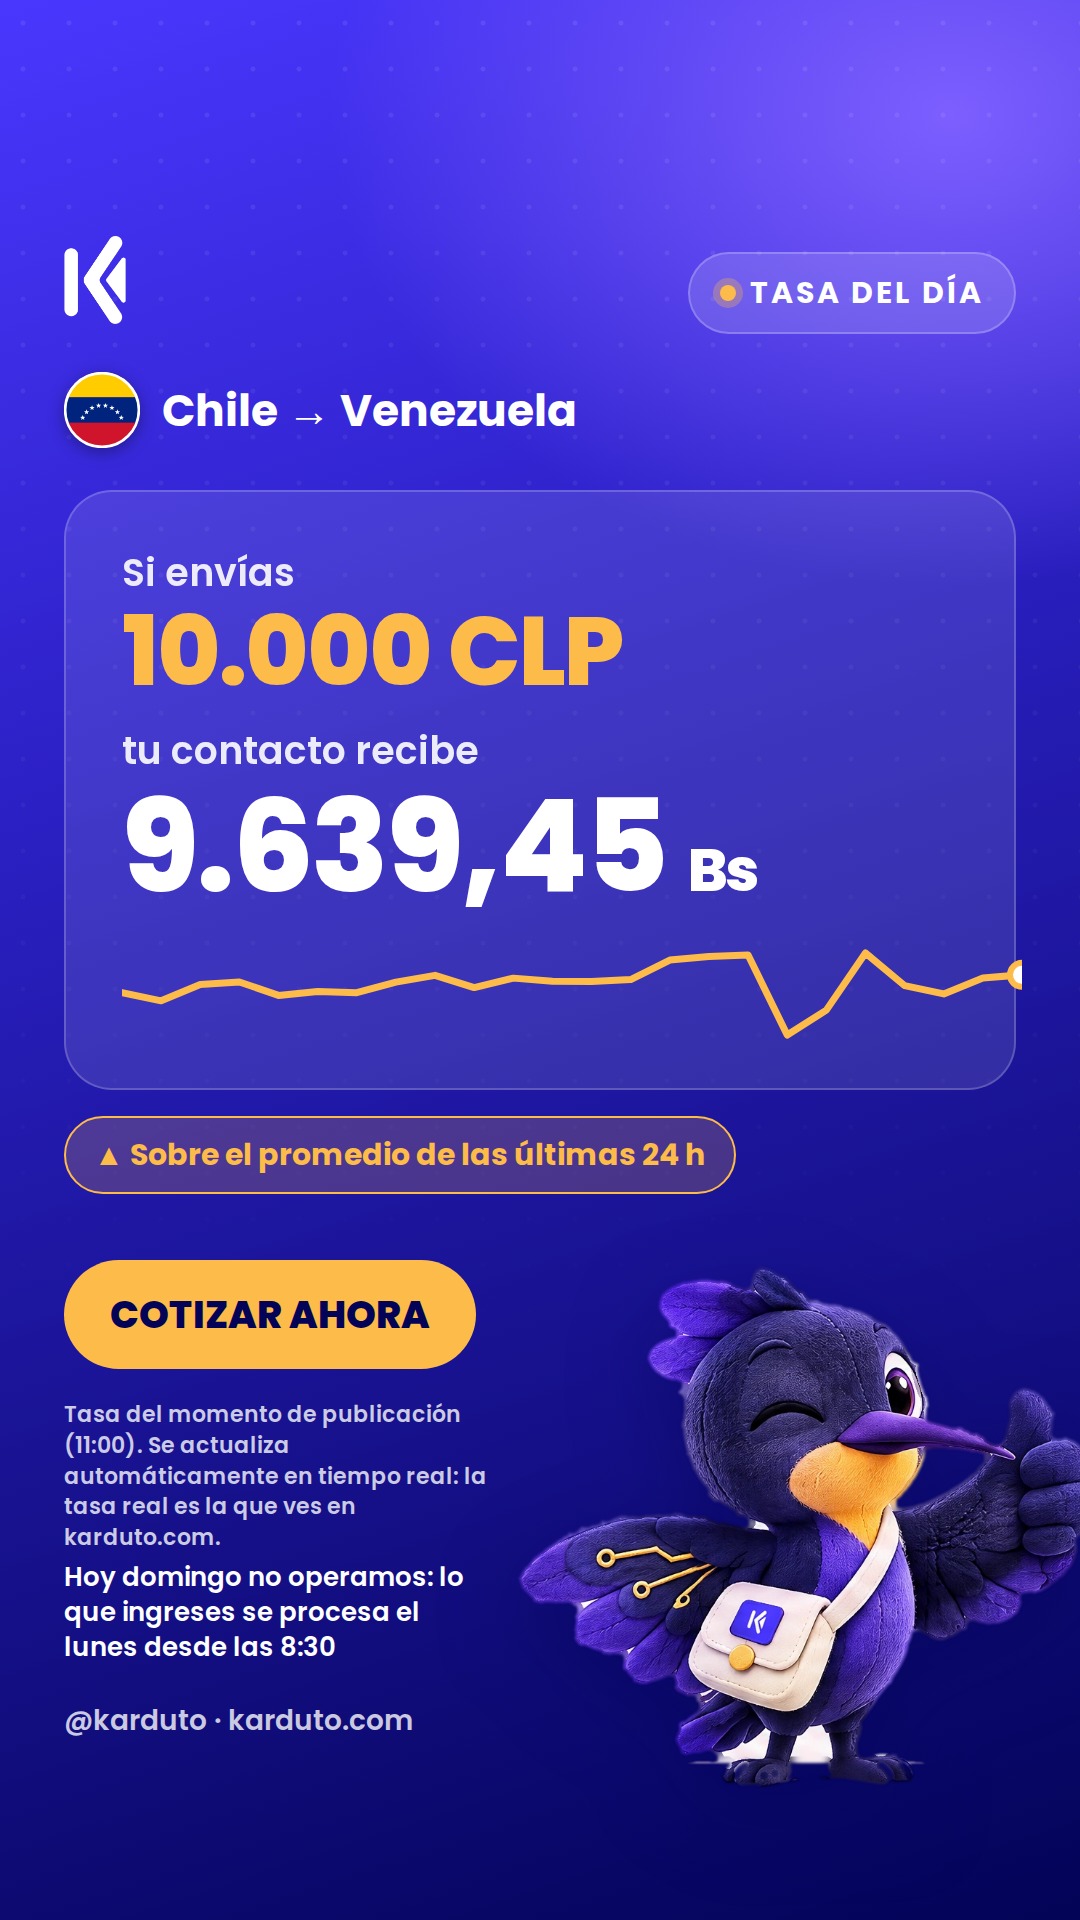 TASA DEL DÍA
Chile → Venezuela
Si envías
10.000 CLP
tu contacto recibe
9.639,45 Bs
▲ Sobre el promedio de las últimas 24 h
COTIZAR AHORA
Tasa del momento de publicación
(11:00). Se actualiza
automáticamente en tiempo real: la
tasa real es la que ves en
karduto.com.
Hoy domingo no operamos: lo
que ingreses se procesa el
lunes desde las 8:30
@karduto · karduto.com